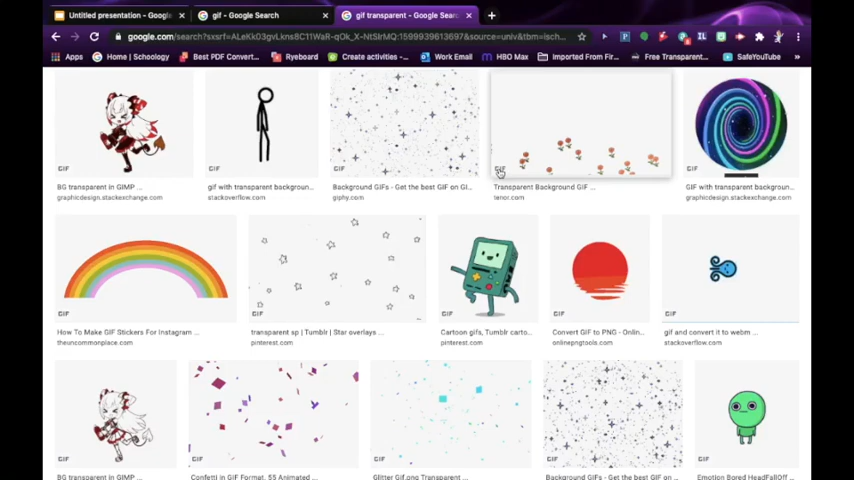 Untitled presentation - Google
gif - Google Search
gif transparent - Google Sear
Apps
Home | Schoology
Best PDF Convert...
Ryeboard
Create activities -...
Work Email
HBO Max
Imported From Fir...
Free Transparent...
SafeYouTube
GIF
GIF
GIF
GIF
GIF
BG transparent in GIMP ...
gif with transparent backgroun...
Background GIFs - Get the best GIF on GI...
Transparent Background GIF ...
GIF with transparent backgroun...
graphicdesign.stackexchange.com
stackoverflow.com
giphy.com
tenor.com
graphicdesign.stackexchange.com
GIF
GIF
GIF
GIF
GIF
How To Make GIF Stickers For Instagram ...
transparent sp | Tumblr | Star overlays ...
Cartoon gifs, Tumblr carto...
Convert GIF to PNG - Onlin...
gif and convert it to webm ...
theuncommonplace.com
pinterest.com
pinterest.com
onlinepngtools.com
stackoverflow.com
GIF
GIF
GIF
GIF
GIF
BG transparent in GIMP ...
Confetti in GIF Format, 55 Animated ...
Glitter Gif.png Transparent ...
Background GIFs - Get the best GIF on ...
Emotion Bored HeadFallOff ...